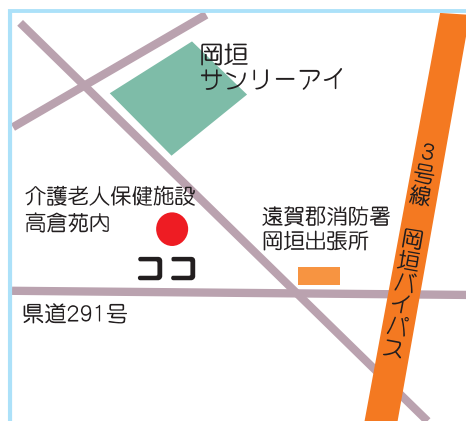 岡垣
サンリーアイ
3号線 岡垣バイパス
介護老人保健施設
高倉苑内
ココ
遠賀郡消防署
岡垣出張所
県道291号